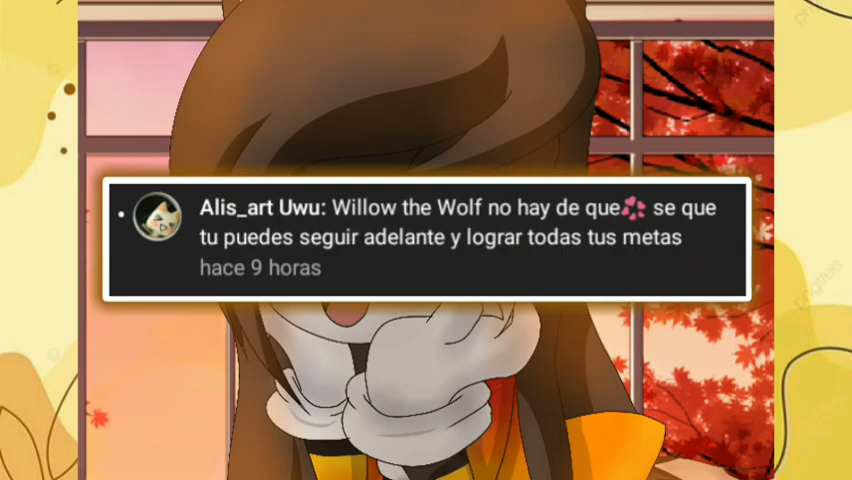 Alis_art Uwu: Willow the Wolf no hay de que💞 se que
tu puedes seguir adelante y lograr todas tus metas
hace 9 horas
pngtree